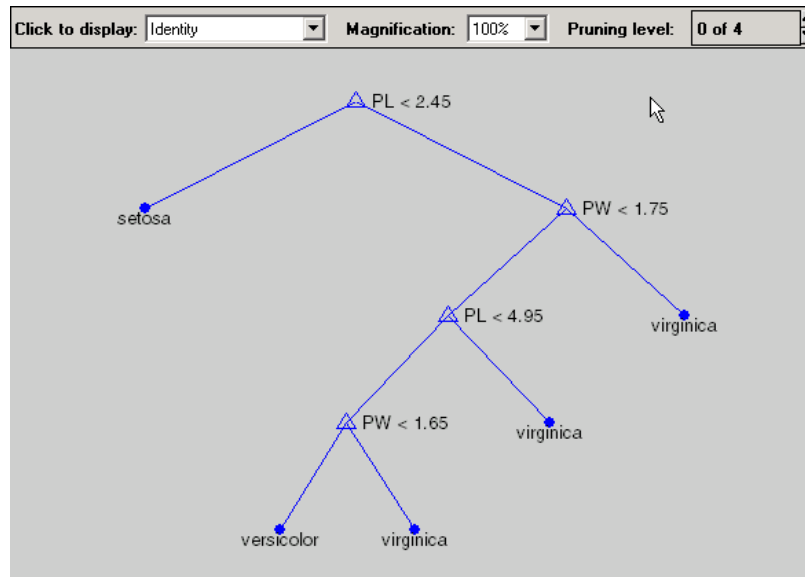 Click to display: Identity Magnification: 100% Pruning level: 0 of 4
PL < 2.45
setosa
PW < 1.75
PL < 4.95
virginica
PW < 1.65
virginica
versicolor
virginica